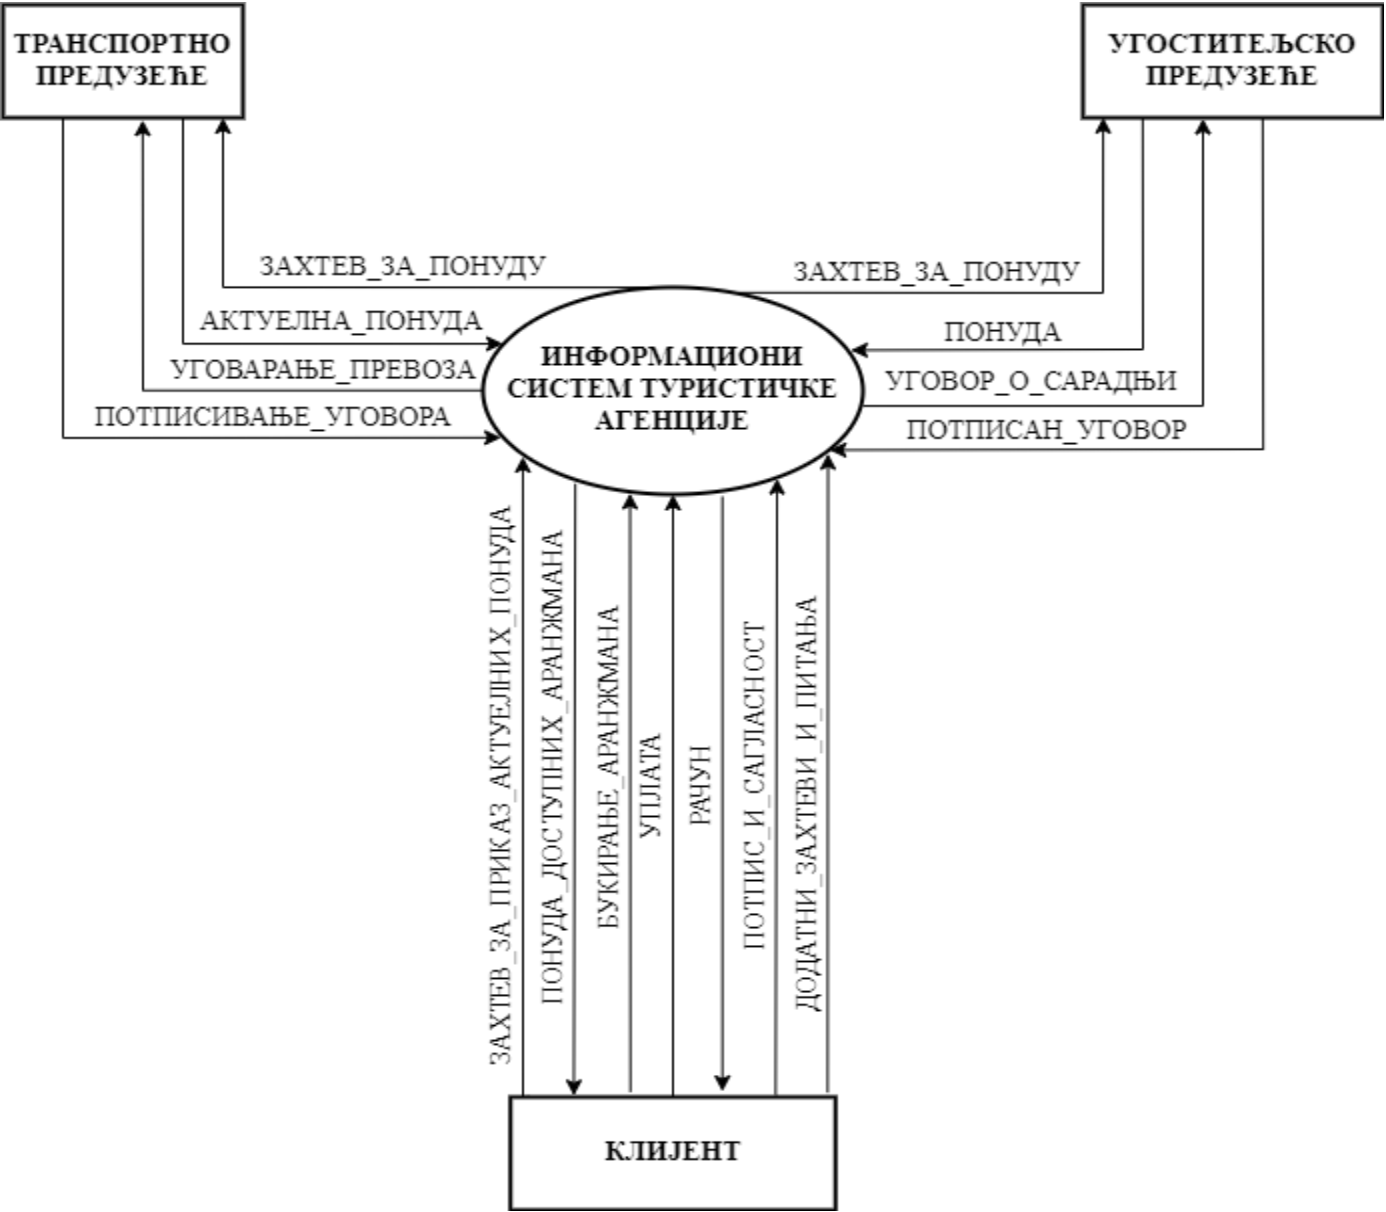 ТРАНСПОРТНО
ПРЕДУЗЕЋЕ
УГОСТИТЕЉСКО
ПРЕДУЗЕЋЕ
ЗАХТЕВ_ЗА_ПОНУДУ
ЗАХТЕВ_ЗА_ПОНУДУ
АКТУЕЛНА_ПОНУДА
ПОНУДА
УГОВАРАЊЕ_ПРЕВОЗА
УГОВОР_О_САРАДЊИ
ПОТПИСИВАЊЕ_УГОВОРА
ПОТПИСАН_УГОВОР
ИНФОРМАЦИОНИ
СИСТЕМ ТУРИСТИЧКЕ
АГЕНЦИЈЕ
ЗАХТЕВ_ЗА_ПРИКАЗ_АКТУЕЛНИХ_ПОНУДА
ПОНУДА_ДОСТУПНИХ_АРАНЖМАНА
БУКИРАЊЕ_АРАНЖМАНА
УПЛАТА
РАЧУН
ПОТПИС_И_САГЛАСНОСТ
ДОДАТНИ_ЗАХТЕВИ_И_ПИТАЊА
КЛИЈЕНТ